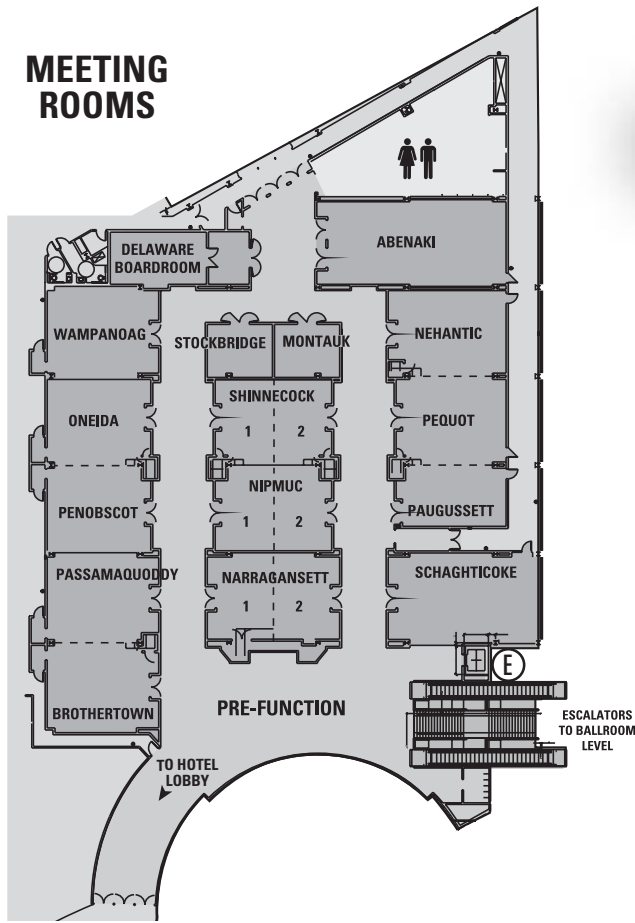 MEETING
ROOMS
DELAWARE
BOARDROOM
ABENAKI
WAMPANOAG
STOCKBRIDGE
MONTAUK
NEHANTIC
ONEIDA
SHINNECOCK
1 2
PEQUOT
PENOBSCOT
NIPMUC
1 2
PAUGUSSETT
PASSAMAQUODDY
NARRAGANSETT
1 2
SCHAGHTICOKE
E
BROTHERTOWN
PRE-FUNCTION
ESCALATORS
TO BALLROOM
LEVEL
TO HOTEL
LOBBY